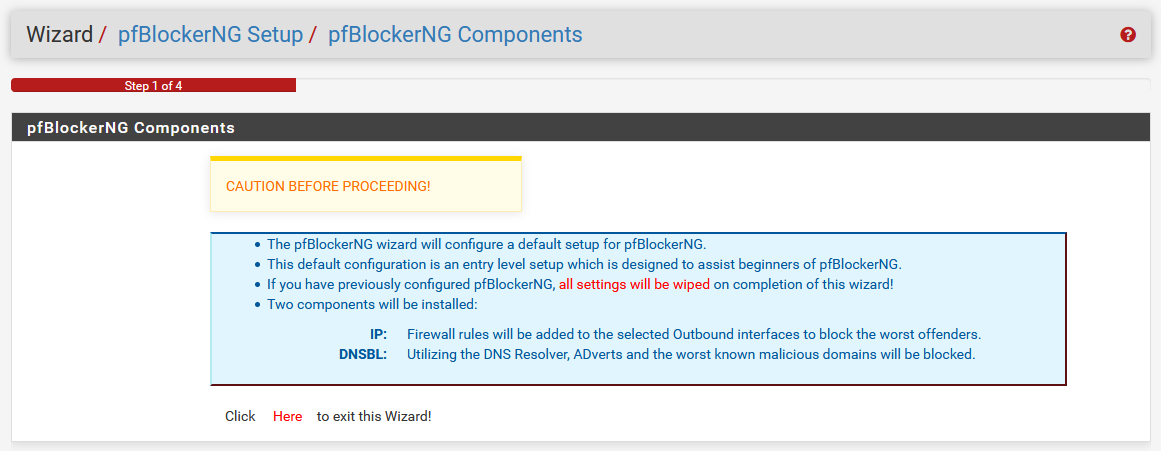 Wizard / pfBlockerNG Setup / pfBlockerNG Components
Step 1 of 4
pfBlockerNG Components
CAUTION BEFORE PROCEEDING!
• The pfBlockerNG wizard will configure a default setup for pfBlockerNG.
• This default configuration is an entry level setup which is designed to assist beginners of pfBlockerNG.
• If you have previously configured pfBlockerNG, all settings will be wiped on completion of this wizard!
• Two components will be installed:
IP: Firewall rules will be added to the selected Outbound interfaces to block the worst offenders.
DNSBL: Utilizing the DNS Resolver, ADverts and the worst known malicious domains will be blocked.
Click Here to exit this Wizard!